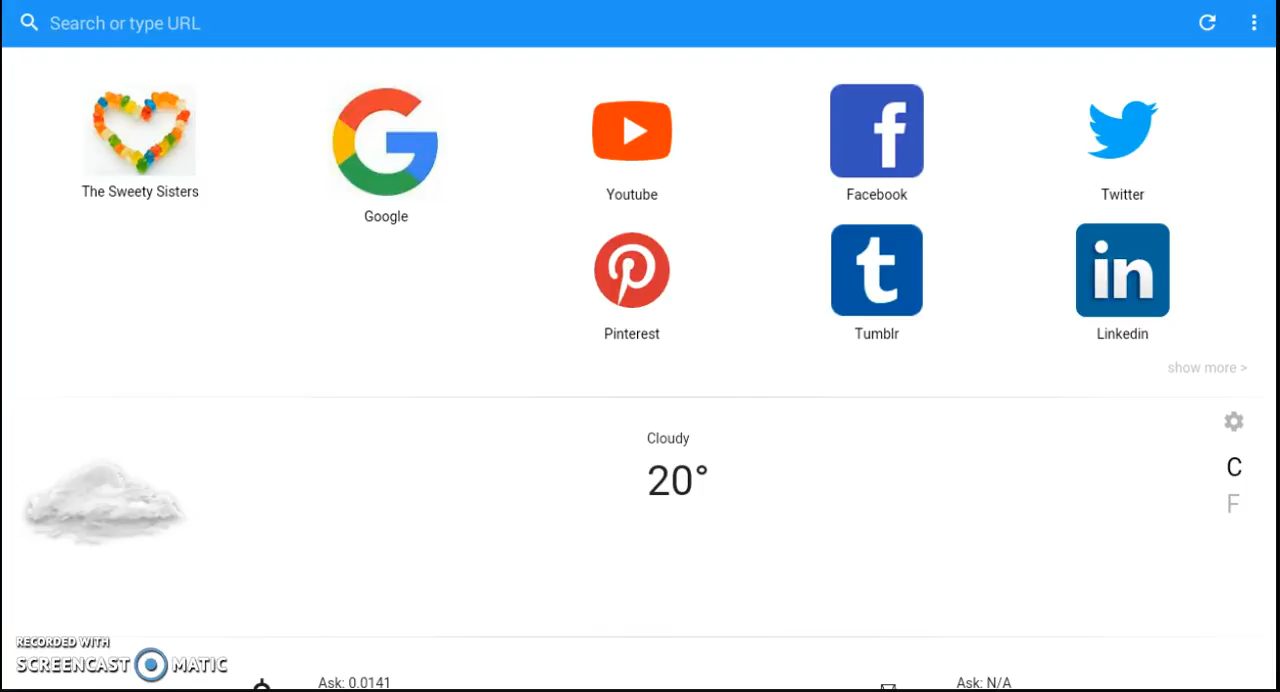 Search or type URL
The Sweety Sisters
Google
Youtube
Facebook
Twitter
Pinterest
Tumblr
Linkedin
show more >
Cloudy
20°
C
F
RECORDED WITH
SCREENCAST MATIC
Ask: 0.0141
Ask: N/A